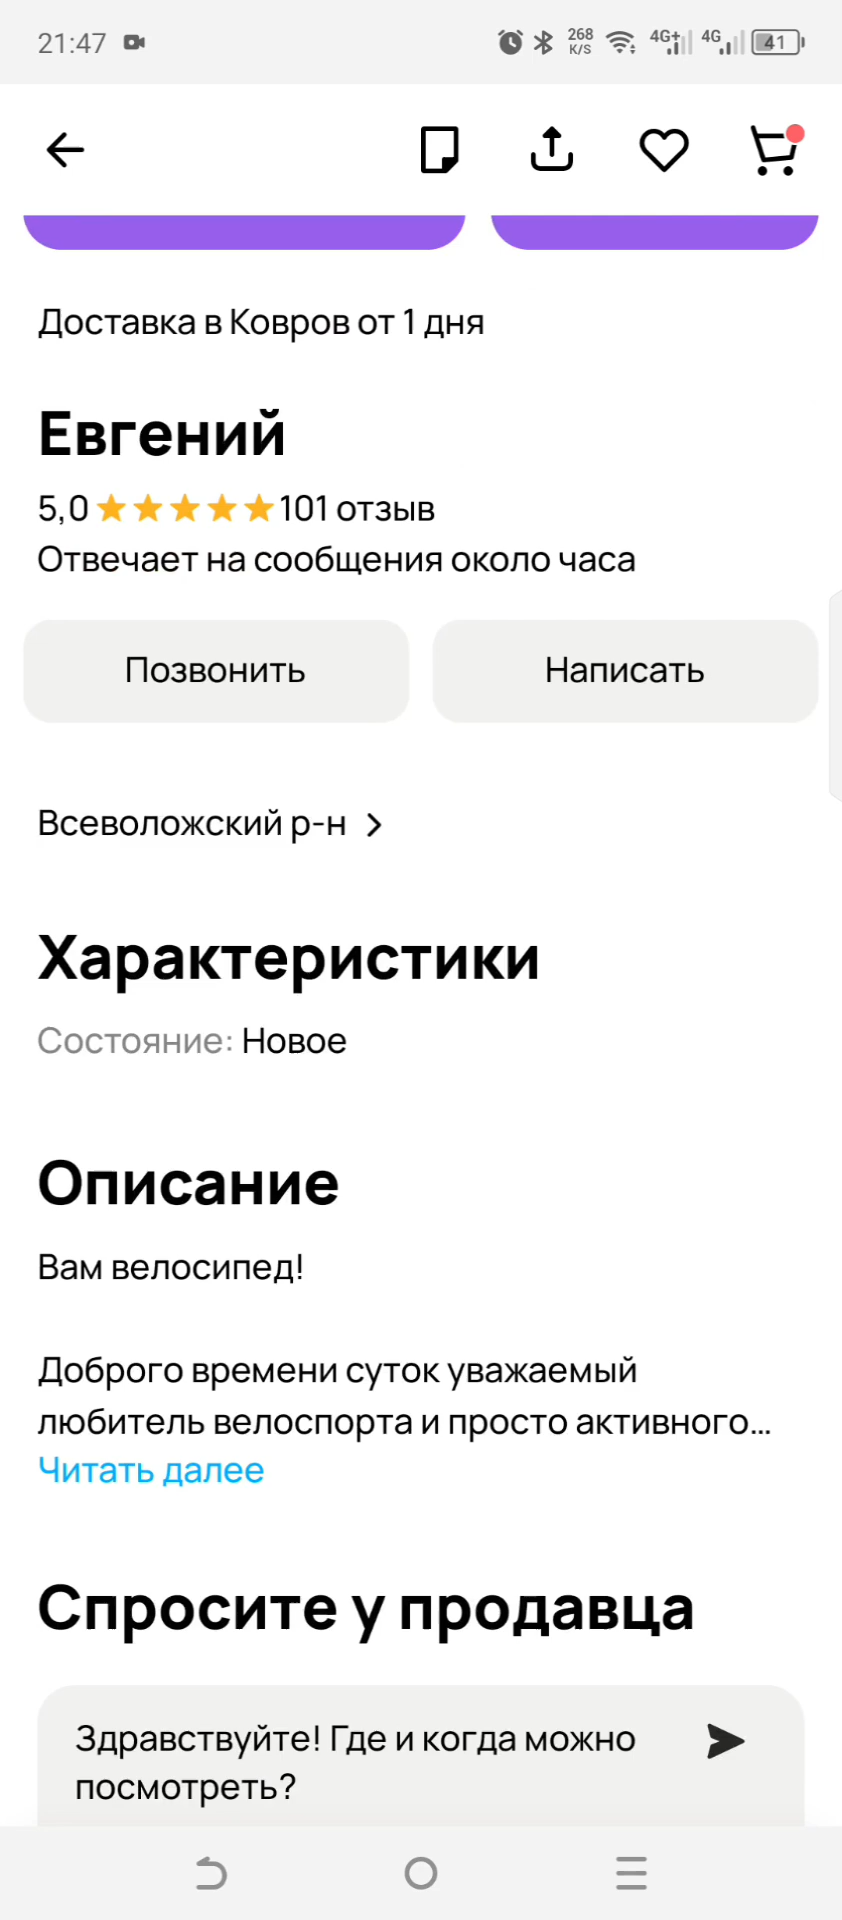 21:47
268
K/S
4G+
4G
41
Доставка в Ковров от 1 дня
Евгений
5,0 ★★★★★ 101 отзыв
Отвечает на сообщения около часа
Позвонить
Написать
Всеволожский р-н >
Характеристики
Состояние: Новое
Описание
Вам велосипед!
Доброго времени суток уважаемый
любитель велоспорта и просто активного...
Читать далее
Спросите у продавца
Здравствуйте! Где и когда можно
посмотреть?